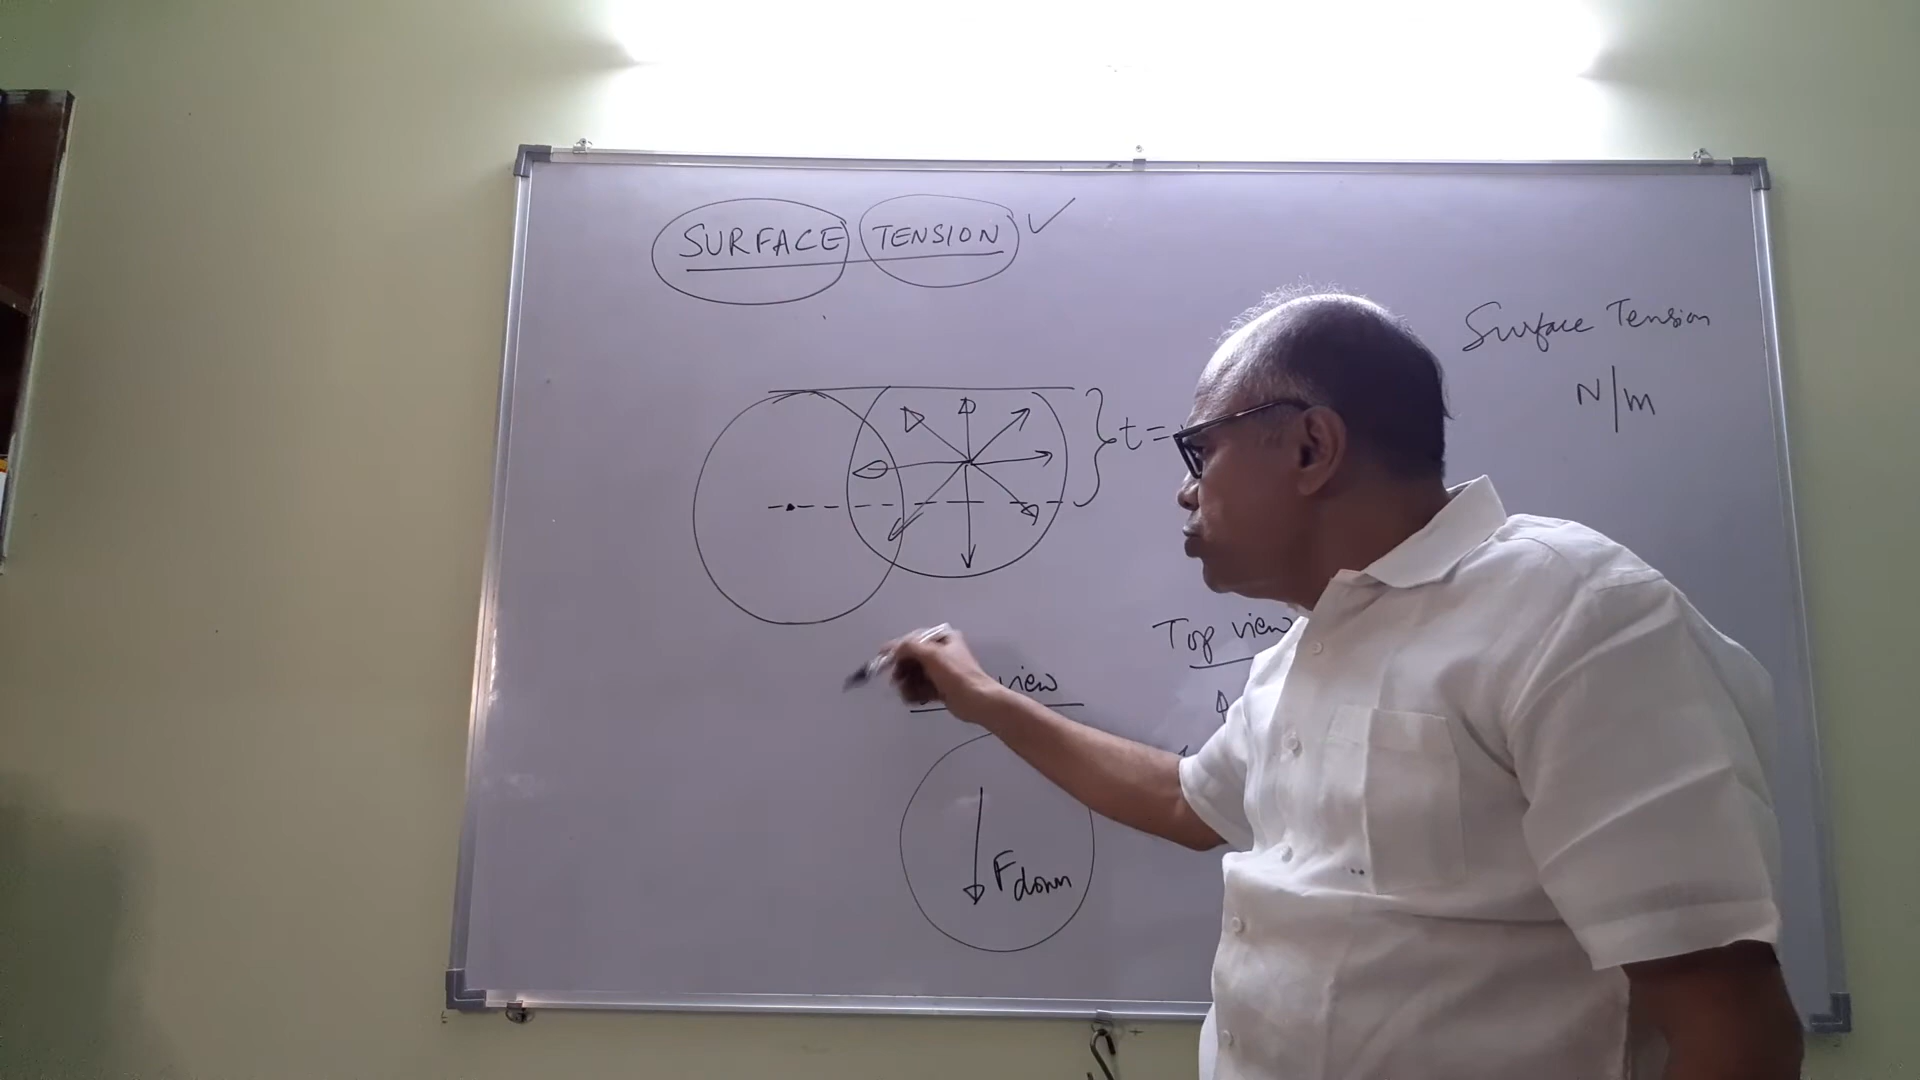 SURFACE TENSION ✓
Surface Tension
N/m
t =
Top view
view
F down